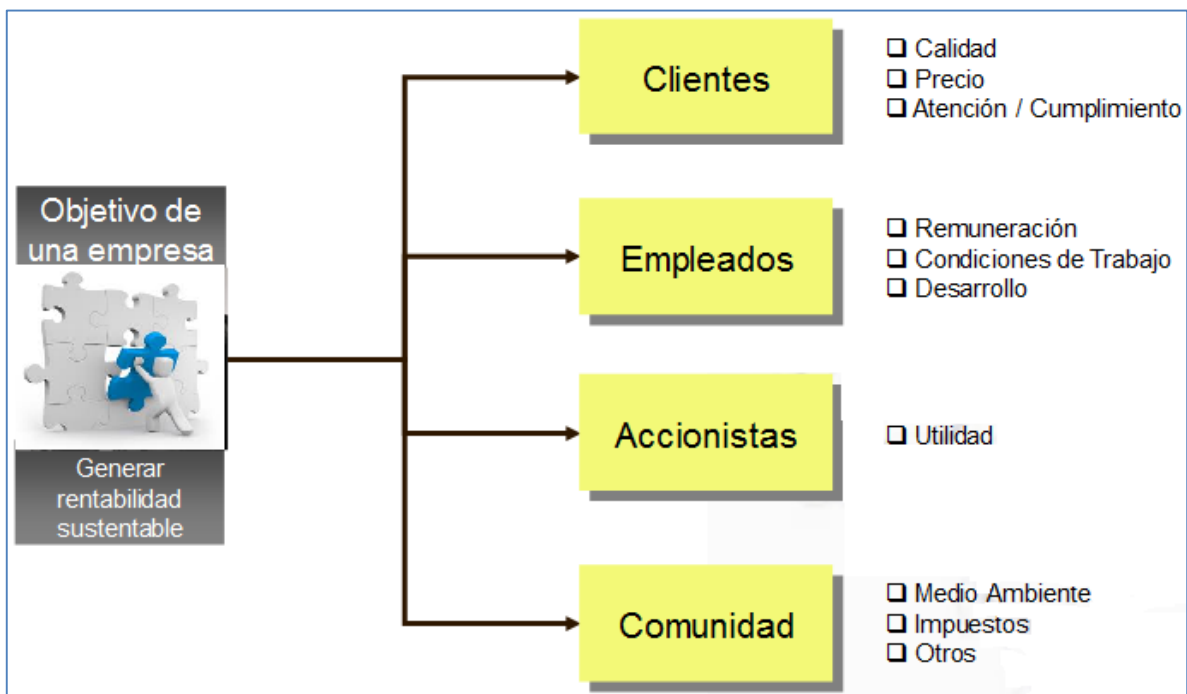 Objetivo de
una empresa
Generar
rentabilidad
sustentable
Clientes
❑ Calidad
❑ Precio
❑ Atención / Cumplimiento
Empleados
❑ Remuneración
❑ Condiciones de Trabajo
❑ Desarrollo
Accionistas
❑ Utilidad
Comunidad
❑ Medio Ambiente
❑ Impuestos
❑ Otros